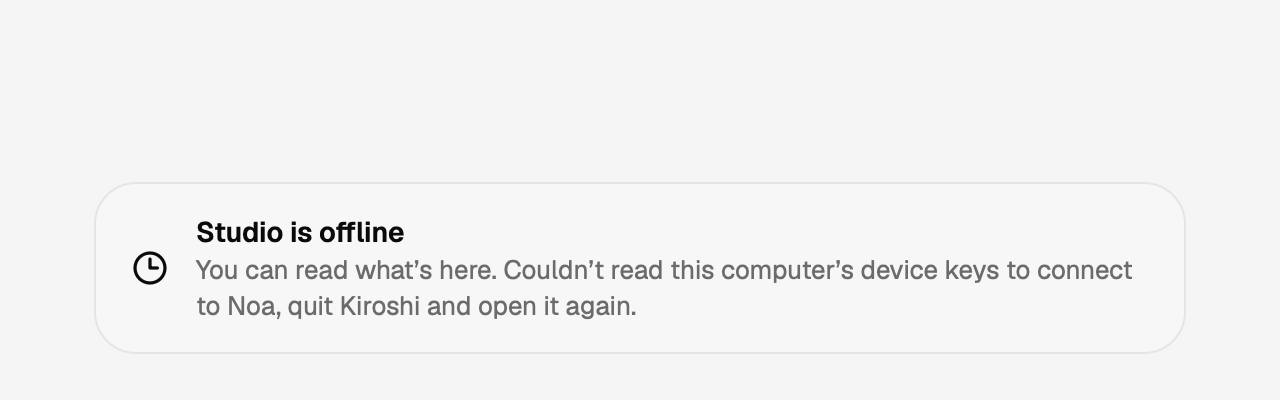 Studio is offline
You can read what’s here. Couldn’t read this computer’s device keys to connect
to Noa, quit Kiroshi and open it again.